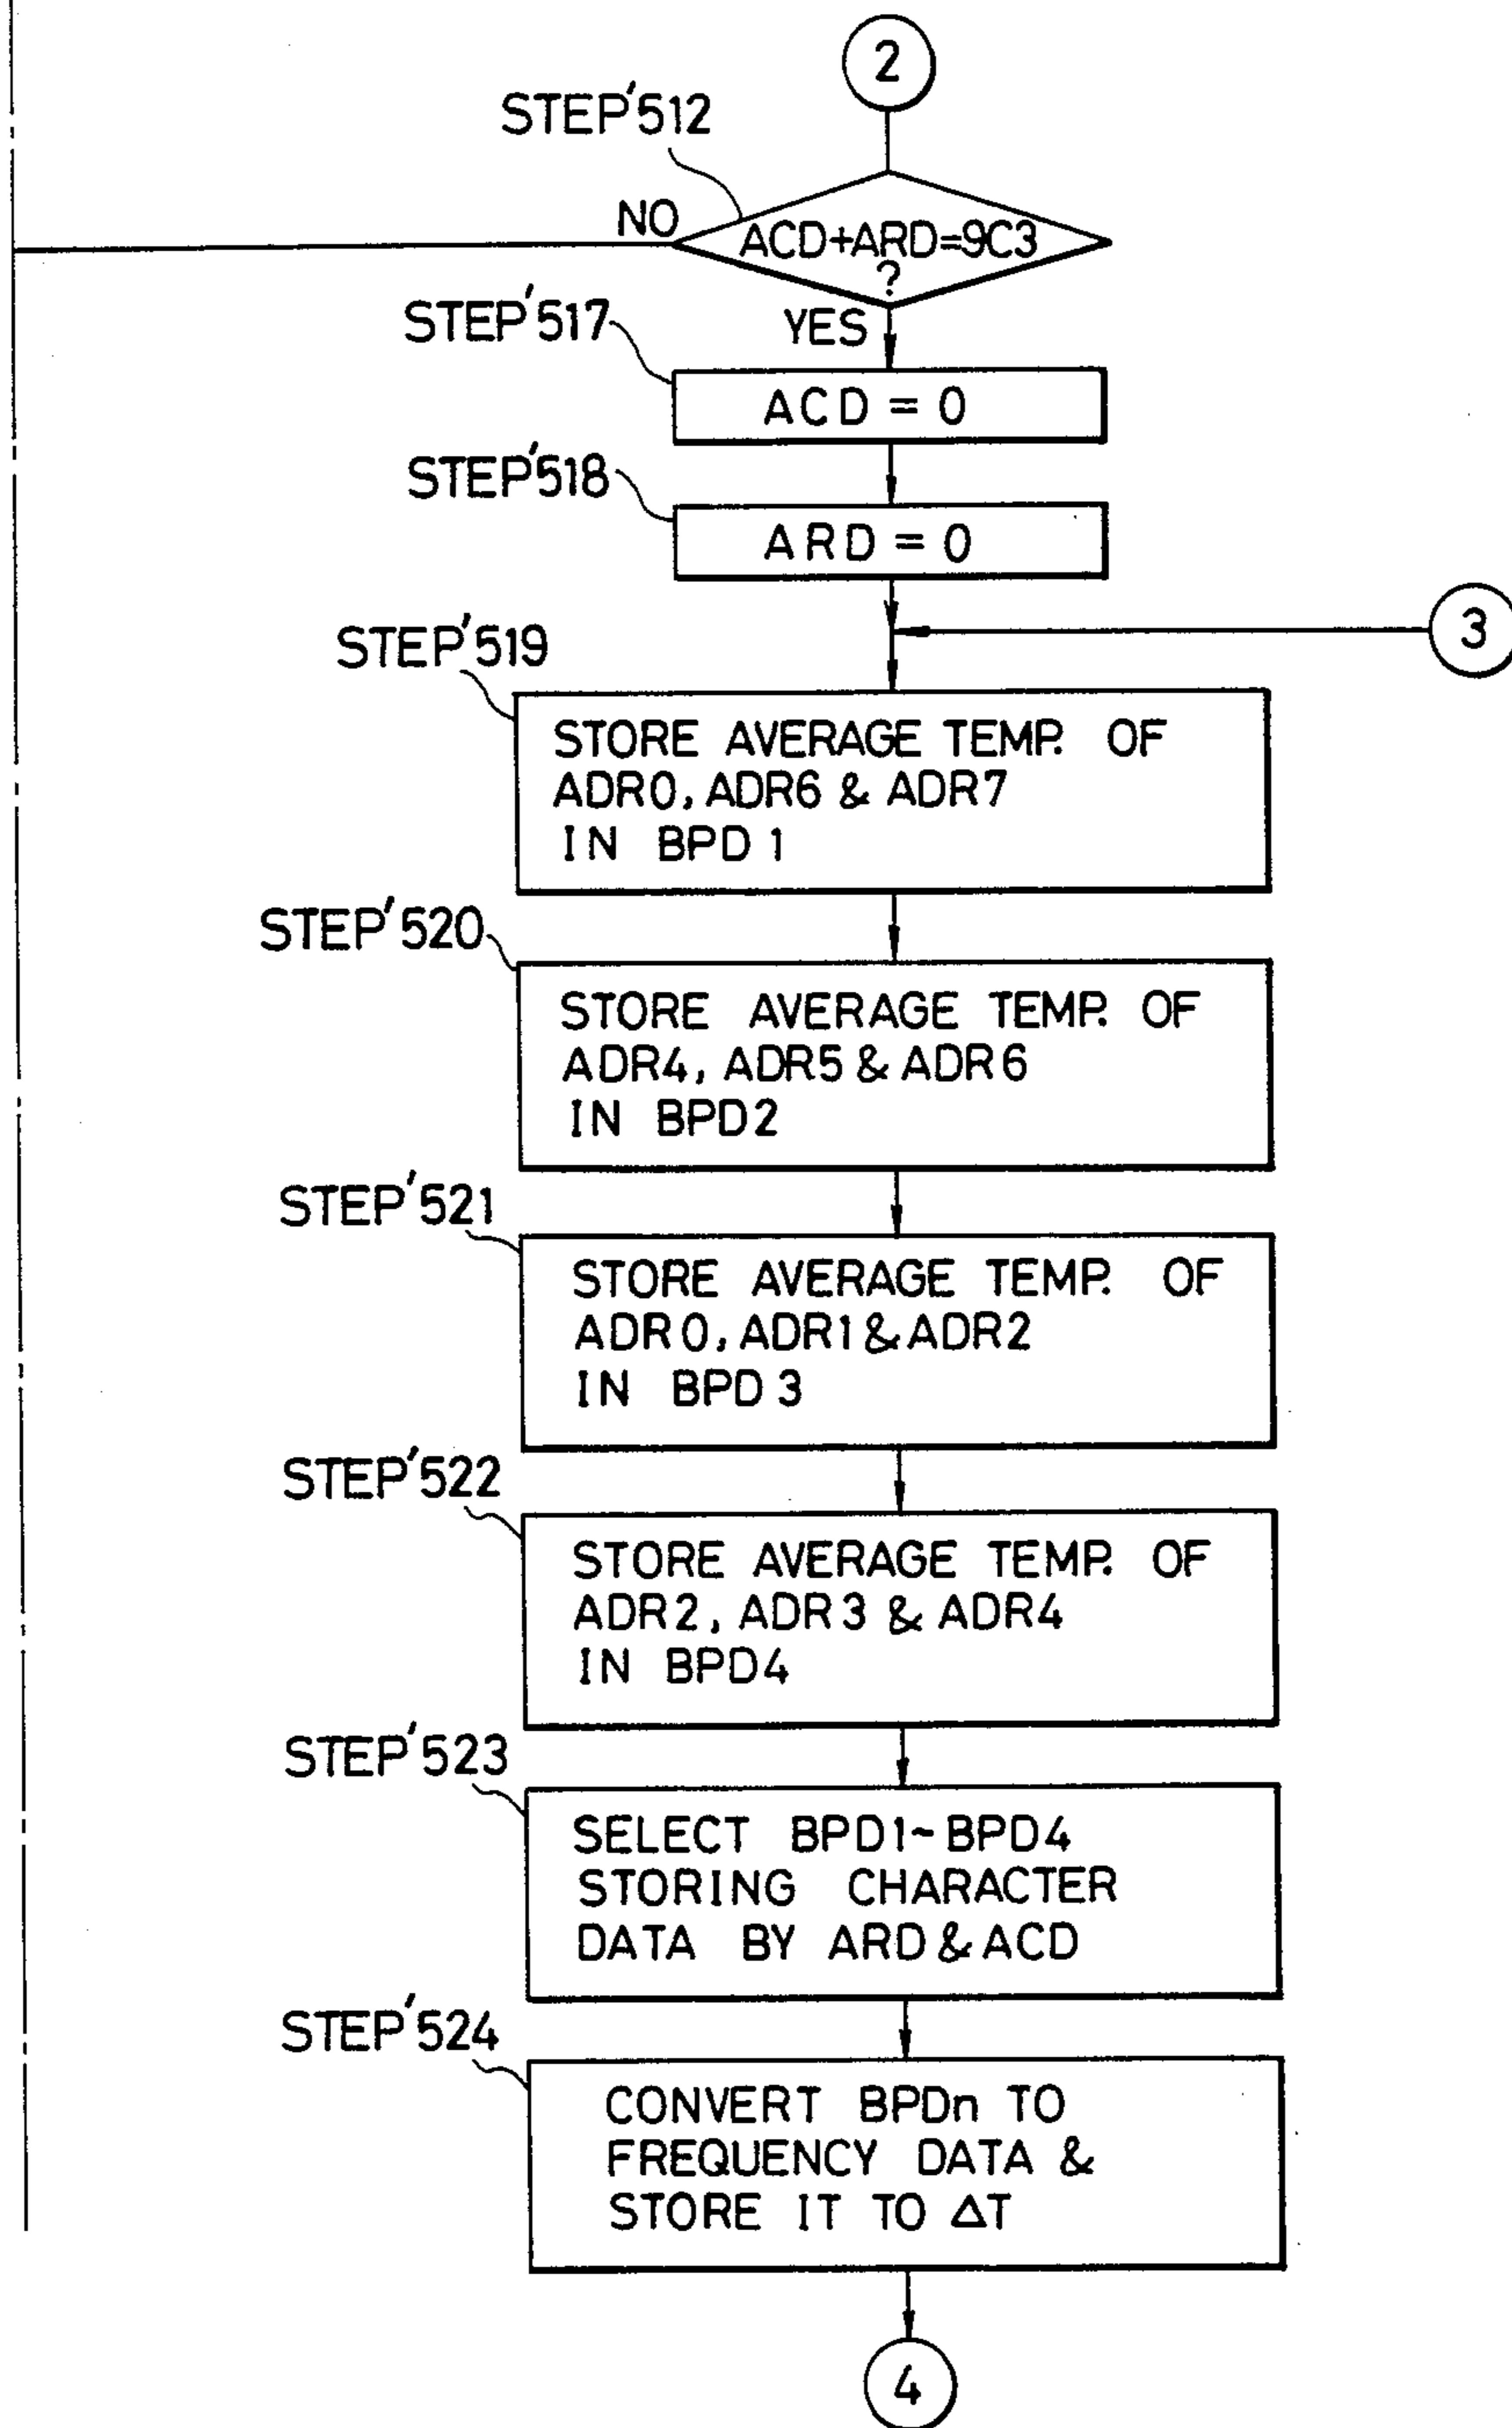 2
STEP'512
NO
ACD+ARD=9C3
?
YES
STEP'517
ACD = 0
STEP'518
ARD = 0
3
STEP'519
STORE AVERAGE TEMP. OF
ADR0, ADR6 & ADR7
IN BPD 1
STEP'520
STORE AVERAGE TEMP. OF
ADR4, ADR5 & ADR6
IN BPD2
STEP'521
STORE AVERAGE TEMP. OF
ADR0, ADR1 & ADR2
IN BPD 3
STEP'522
STORE AVERAGE TEMP. OF
ADR2, ADR3 & ADR4
IN BPD4
STEP'523
SELECT BPD1~BPD4
STORING CHARACTER
DATA BY ARD & ACD
STEP'524
CONVERT BPDn TO
FREQUENCY DATA &
STORE IT TO ΔT
4